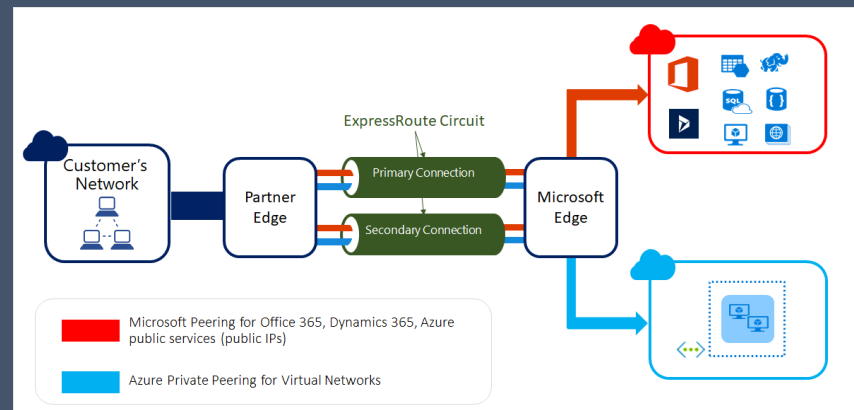 ExpressRoute Circuit
Customer's
Network
Partner
Edge
Primary Connection
Secondary Connection
Microsoft
Edge
SQL
Microsoft Peering for Office 365, Dynamics 365, Azure
public services (public IPs)
Azure Private Peering for Virtual Networks